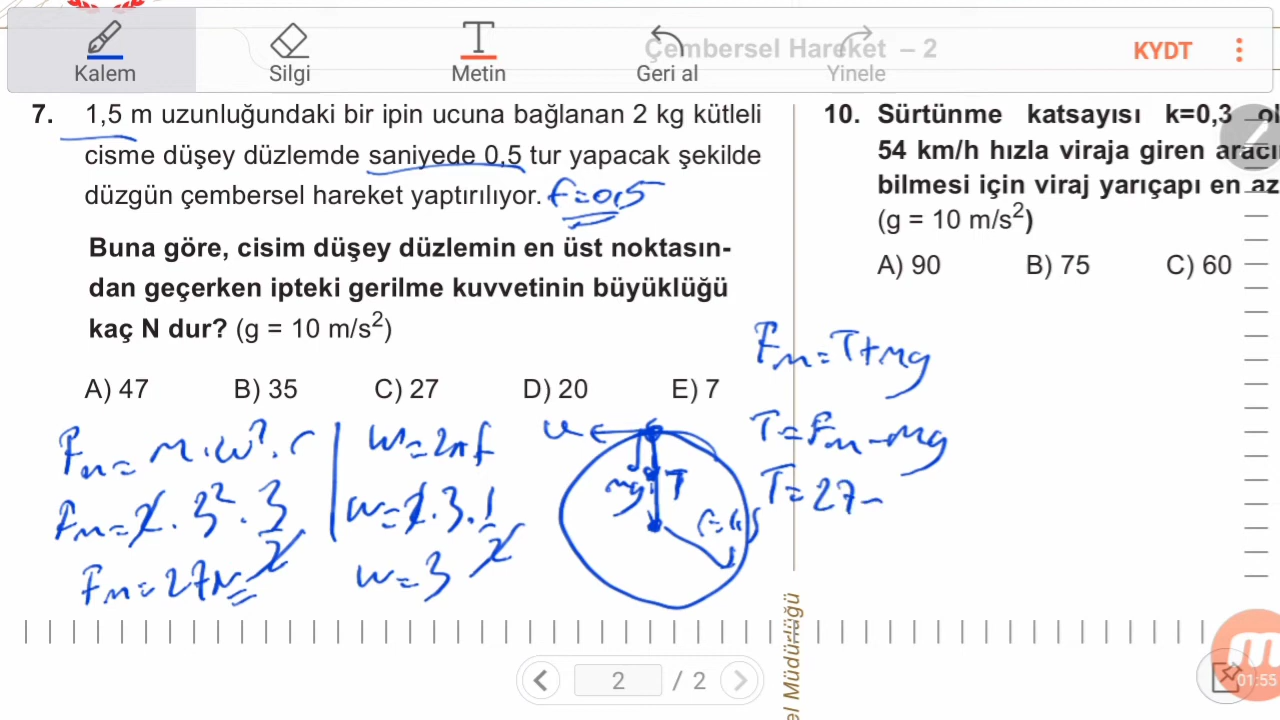 Çembersel Hareket – 2
Kalem
Silgi
Metin
Geri al
Yinele
KYDT
7. 1,5 m uzunluğundaki bir ipin ucuna bağlanan 2 kg kütleli
cisme düşey düzlemde saniyede 0,5 tur yapacak şekilde
düzgün çembersel hareket yaptırılıyor. f=0,5
Buna göre, cisim düşey düzlemin en üst noktasın-
dan geçerken ipteki gerilme kuvvetinin büyüklüğü
kaç N dur? (g = 10 m/s²)
A) 47 B) 35 C) 27 D) 20 E) 7
Fm = m.w².r
Fm = 2.3².3/2
Fm = 27N
w = 2πf
w = 2.3.1/2
w = 3
mg
T
Fm = T+mg
T = Fm - mg
T = 27 -
10. Sürtünme katsayısı k=0,3
54 km/h hızla viraja giren
bilmesi için viraj yarıçapı en az
(g = 10 m/s²)
A) 90 B) 75 C) 60
2 / 2
01:55